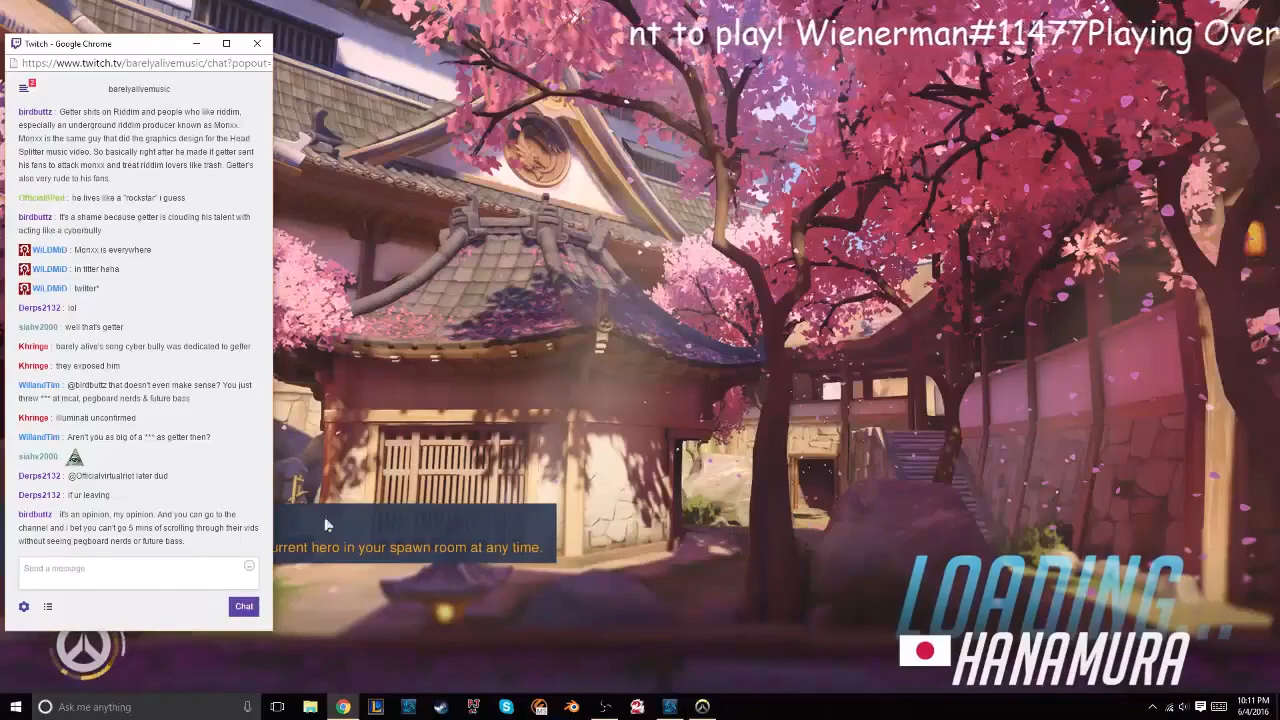 nt to play! Wienerman#11477Playing Over
Twitch - Google Chrome
https://www.twitch.tv/barelyalivemusic/chat?popout=
2
barelyalivemusic
birdbuttz : Getter shits on Riddim and people who like riddim,
especially an underground riddim producer known as Monxx.
Monxx is the same guy that did the graphics design for the Head
Splitter music video. So basically right after he made it getter sent
his fans to attack monxx and treat riddim lovers like trash. Getter's
also very rude to his fans.
OfficialIPad : he lives like a "rockstar" i guess
birdbuttz : It's a shame because getter is clouding his talent with
acting like a cyberbully.
WiLDMiD : Monxx is everywhere
WiLDMiD : in titter haha
WiLDMiD : twitter*
Derps2132 : lol
siahv2000 : well that's getter
Khringe : barely alive's song cyber bully was dedicated to getter
Khringe : they exposed him
WillandTim : @birdbuttz that doesn't even make sense? You just
threw *** at mcat, pegboard nerds & future bass
Khringe : illuminati unconfirmed
WillandTim : Aren't you as big of a *** as getter then?
siahv2000 :
Derps2132 : @Officialvirtualriot later dud
Derps2132 : if ur leaving
birdbuttz : it's an opinion, my opinion. And you can go to the
channel and i bet you can't go 5 mins of scrolling through their vids
without seeing pegboard nerds or future bass.
Send a message
Chat
urrent hero in your spawn room at any time.
LOADING...
HANAMURA
Ask me anything
10:11 PM
6/4/2016